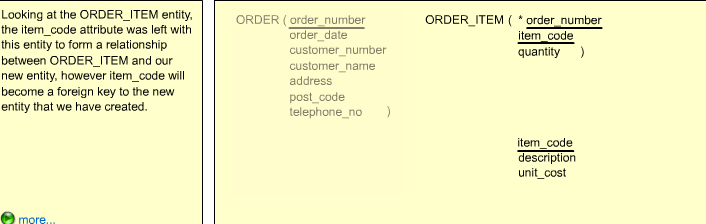 Looking at the ORDER_ITEM entity,
the item_code attribute was left with
this entity to form a relationship
between ORDER_ITEM and our
new entity, however item_code will
become a foreign key to the new
entity that we have created.
more...
ORDER ( order_number
order_date
customer_number
customer_name
address
post_code
telephone_no )
ORDER_ITEM ( * order_number
item_code
quantity )
item_code
description
unit_cost